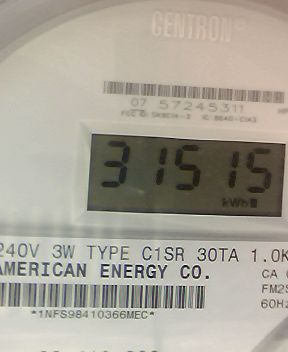 CENTRON®
07 57245311
31515
kWh
240V 3W TYPE C1SR 30TA 1.0K
AMERICAN ENERGY CO.
CA
FM2S
60Hz
*1NFS98410366MEC*